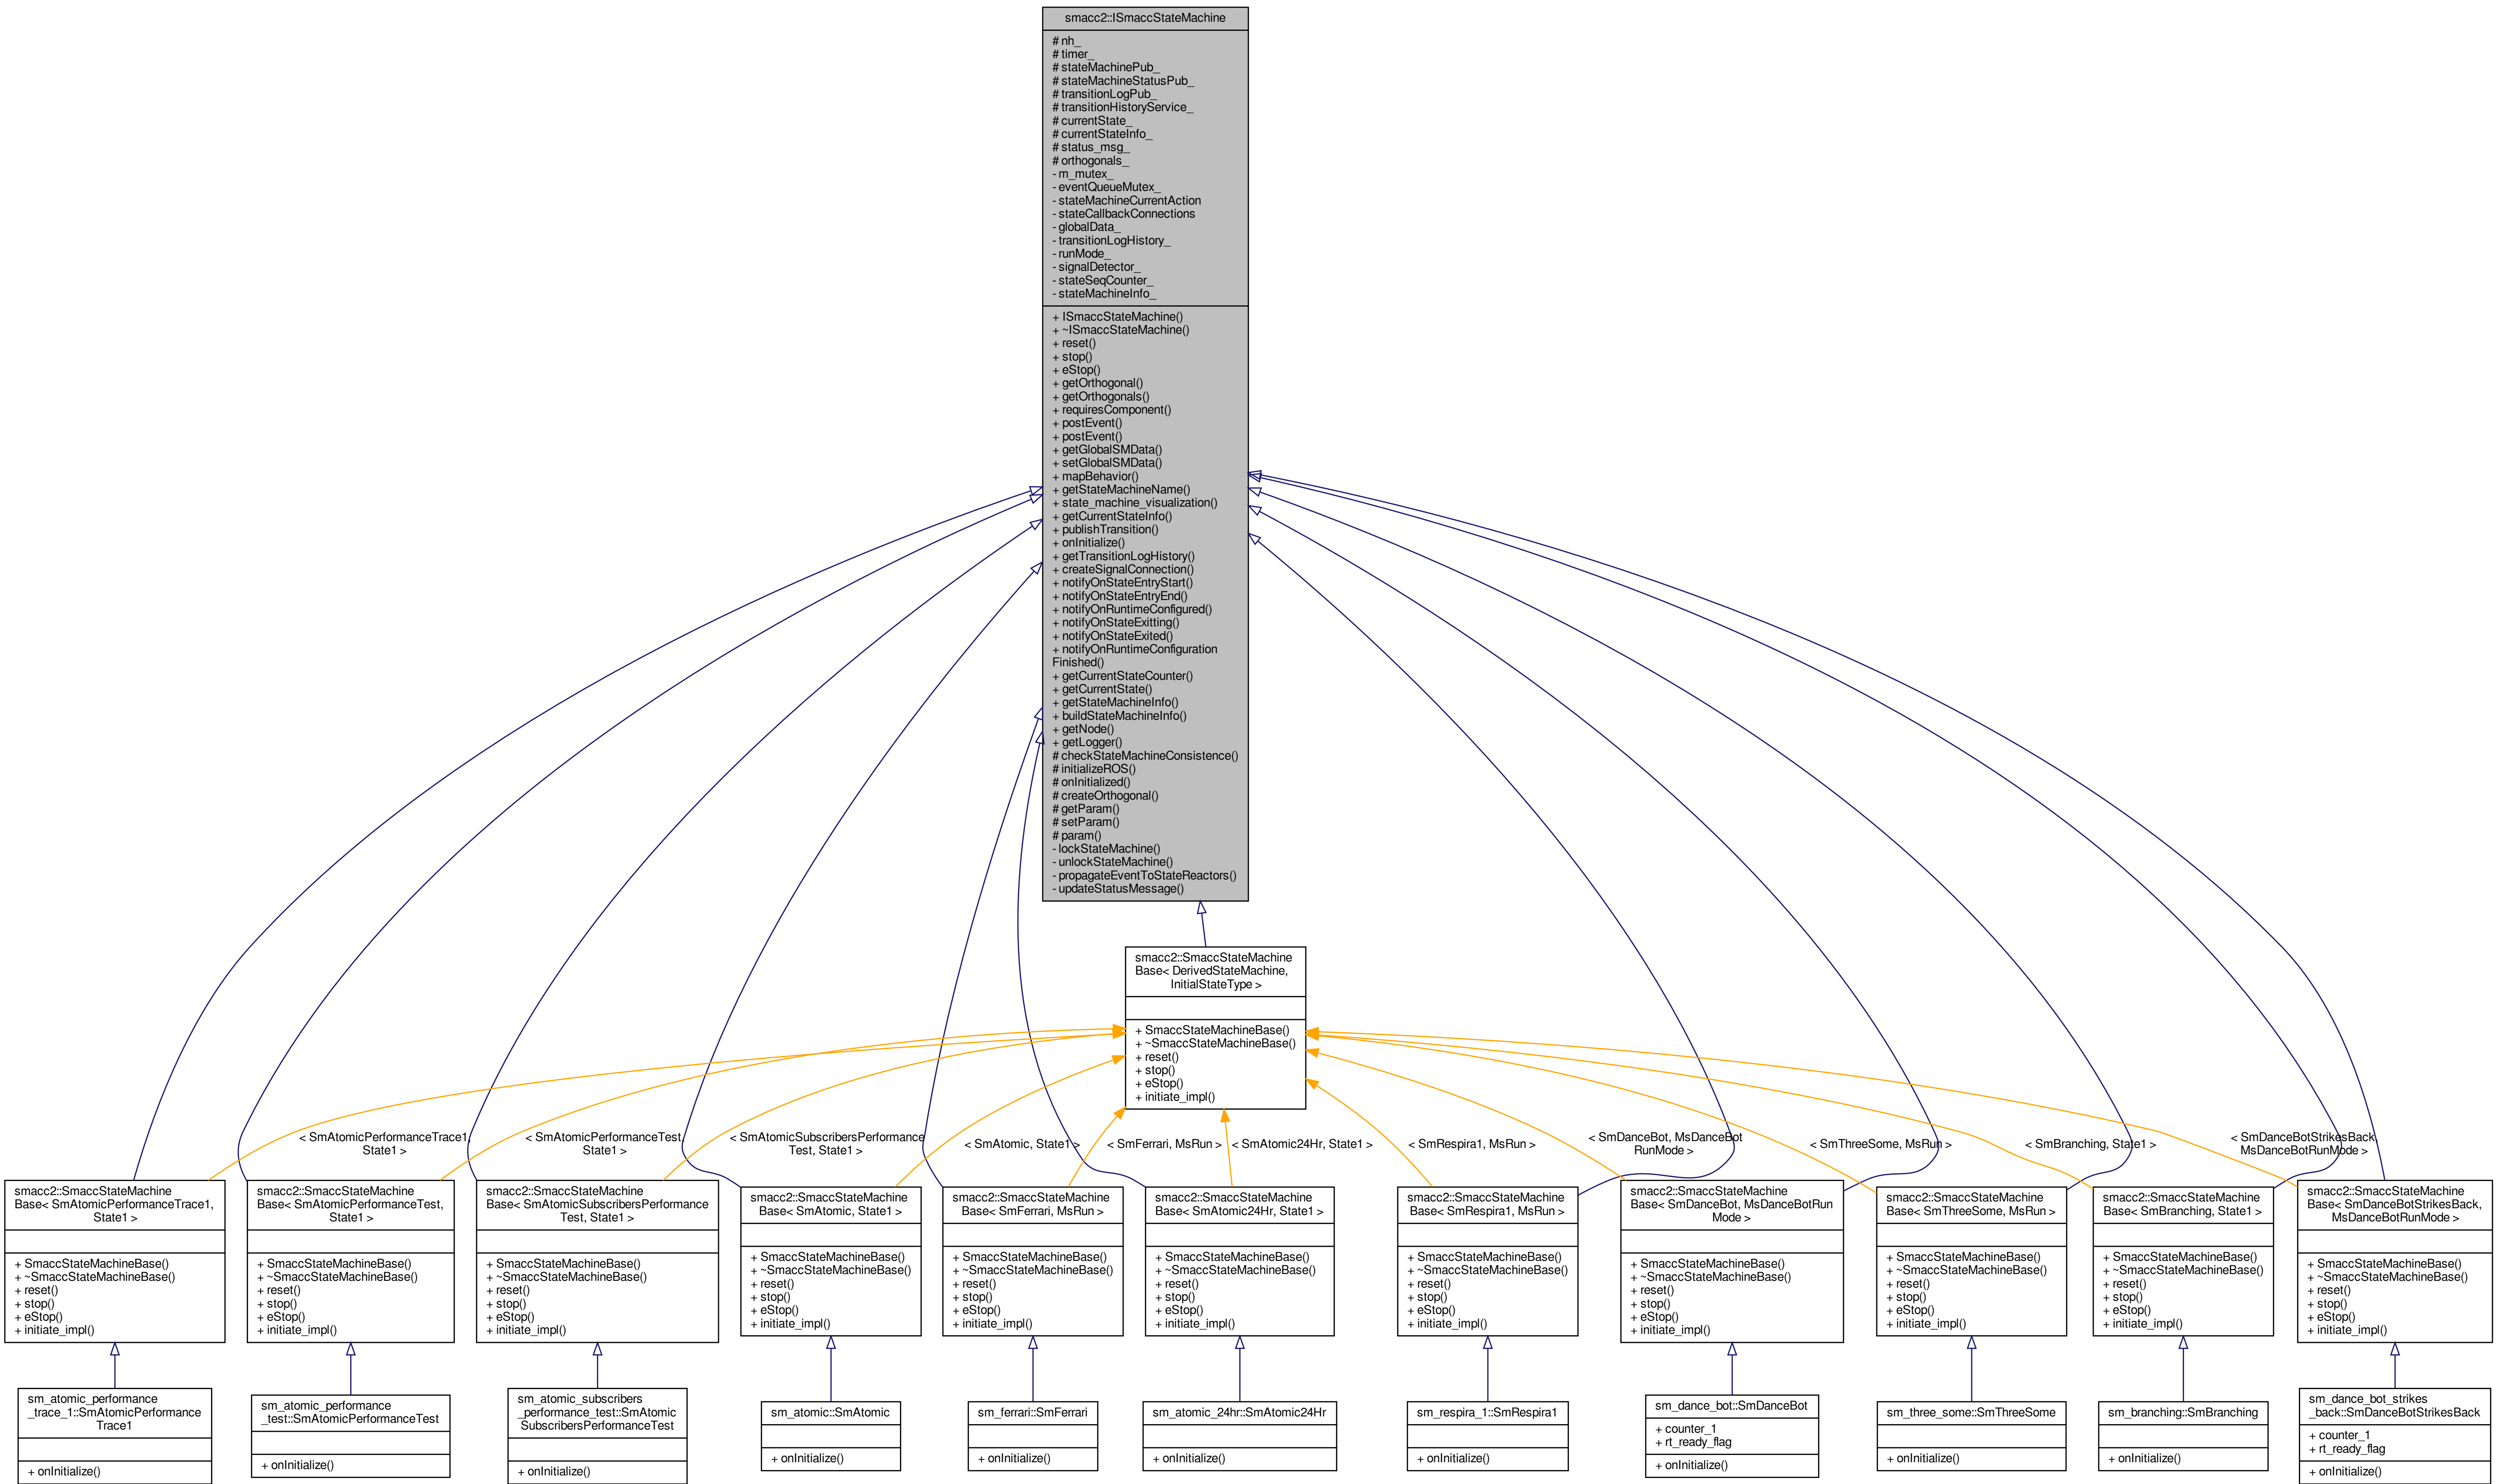 smacc2::ISmaccStateMachine
# nh_
# timer_
# stateMachinePub_
# stateMachineStatusPub_
# transitionLogPub_
# transitionHistoryService_
# currentState_
# currentStateInfo_
# status_msg_
# orthogonals_
- m_mutex_
- eventQueueMutex_
- stateMachineCurrentAction
- stateCallbackConnections
- globalData_
- transitionLogHistory_
- runMode_
- signalDetector_
- stateSeqCounter_
- stateMachineInfo_
+ ISmaccStateMachine()
+ ~ISmaccStateMachine()
+ reset()
+ stop()
+ eStop()
+ getOrthogonal()
+ getOrthogonals()
+ requiresComponent()
+ postEvent()
+ postEvent()
+ getGlobalSMData()
+ setGlobalSMData()
+ mapBehavior()
+ getStateMachineName()
+ state_machine_visualization()
+ getCurrentStateInfo()
+ publishTransition()
+ onInitialize()
+ getTransitionLogHistory()
+ createSignalConnection()
+ notifyOnStateEntryStart()
+ notifyOnStateEntryEnd()
+ notifyOnRuntimeConfigured()
+ notifyOnStateExitting()
+ notifyOnStateExited()
+ notifyOnRuntimeConfiguration
Finished()
+ getCurrentStateCounter()
+ getCurrentState()
+ getStateMachineInfo()
+ buildStateMachineInfo()
+ getNode()
+ getLogger()
# checkStateMachineConsistence()
# initializeROS()
# onInitialized()
# createOrthogonal()
# getParam()
# setParam()
# param()
- lockStateMachine()
- unlockStateMachine()
- propagateEventToStateReactors()
- updateStatusMessage()
smacc2::SmaccStateMachine
Base< DerivedStateMachine,
InitialStateType >
+ SmaccStateMachineBase()
+ ~SmaccStateMachineBase()
+ reset()
+ stop()
+ eStop()
+ initiate_impl()
< SmAtomicPerformanceTrace1,
State1 >
< SmAtomicPerformanceTest,
State1 >
< SmAtomicSubscribersPerformance
Test, State1 >
< SmAtomic, State1 >
< SmFerrari, MsRun >
< SmAtomic24Hr, State1 >
< SmRespira1, MsRun >
< SmDanceBot, MsDanceBot
RunMode >
< SmThreeSome, MsRun >
< SmBranching, State1 >
< SmDanceBotStrikesBack,
MsDanceBotRunMode >
smacc2::SmaccStateMachine
Base< SmAtomicPerformanceTrace1,
State1 >
+ SmaccStateMachineBase()
+ ~SmaccStateMachineBase()
+ reset()
+ stop()
+ eStop()
+ initiate_impl()
smacc2::SmaccStateMachine
Base< SmAtomicPerformanceTest,
State1 >
+ SmaccStateMachineBase()
+ ~SmaccStateMachineBase()
+ reset()
+ stop()
+ eStop()
+ initiate_impl()
smacc2::SmaccStateMachine
Base< SmAtomicSubscribersPerformance
Test, State1 >
+ SmaccStateMachineBase()
+ ~SmaccStateMachineBase()
+ reset()
+ stop()
+ eStop()
+ initiate_impl()
smacc2::SmaccStateMachine
Base< SmAtomic, State1 >
+ SmaccStateMachineBase()
+ ~SmaccStateMachineBase()
+ reset()
+ stop()
+ eStop()
+ initiate_impl()
smacc2::SmaccStateMachine
Base< SmFerrari, MsRun >
+ SmaccStateMachineBase()
+ ~SmaccStateMachineBase()
+ reset()
+ stop()
+ eStop()
+ initiate_impl()
smacc2::SmaccStateMachine
Base< SmAtomic24Hr, State1 >
+ SmaccStateMachineBase()
+ ~SmaccStateMachineBase()
+ reset()
+ stop()
+ eStop()
+ initiate_impl()
smacc2::SmaccStateMachine
Base< SmRespira1, MsRun >
+ SmaccStateMachineBase()
+ ~SmaccStateMachineBase()
+ reset()
+ stop()
+ eStop()
+ initiate_impl()
smacc2::SmaccStateMachine
Base< SmDanceBot, MsDanceBotRun
Mode >
+ SmaccStateMachineBase()
+ ~SmaccStateMachineBase()
+ reset()
+ stop()
+ eStop()
+ initiate_impl()
smacc2::SmaccStateMachine
Base< SmThreeSome, MsRun >
+ SmaccStateMachineBase()
+ ~SmaccStateMachineBase()
+ reset()
+ stop()
+ eStop()
+ initiate_impl()
smacc2::SmaccStateMachine
Base< SmBranching, State1 >
+ SmaccStateMachineBase()
+ ~SmaccStateMachineBase()
+ reset()
+ stop()
+ eStop()
+ initiate_impl()
smacc2::SmaccStateMachine
Base< SmDanceBotStrikesBack,
MsDanceBotRunMode >
+ SmaccStateMachineBase()
+ ~SmaccStateMachineBase()
+ reset()
+ stop()
+ eStop()
+ initiate_impl()
sm_atomic_performance
_trace_1::SmAtomicPerformance
Trace1
+ onInitialize()
sm_atomic_performance
_test::SmAtomicPerformanceTest
+ onInitialize()
sm_atomic_subscribers
_performance_test::SmAtomic
SubscribersPerformanceTest
+ onInitialize()
sm_atomic::SmAtomic
+ onInitialize()
sm_ferrari::SmFerrari
+ onInitialize()
sm_atomic_24hr::SmAtomic24Hr
+ onInitialize()
sm_respira_1::SmRespira1
+ onInitialize()
sm_dance_bot::SmDanceBot
+ counter_1
+ rt_ready_flag
+ onInitialize()
sm_three_some::SmThreeSome
+ onInitialize()
sm_branching::SmBranching
+ onInitialize()
sm_dance_bot_strikes
_back::SmDanceBotStrikesBack
+ counter_1
+ rt_ready_flag
+ onInitialize()